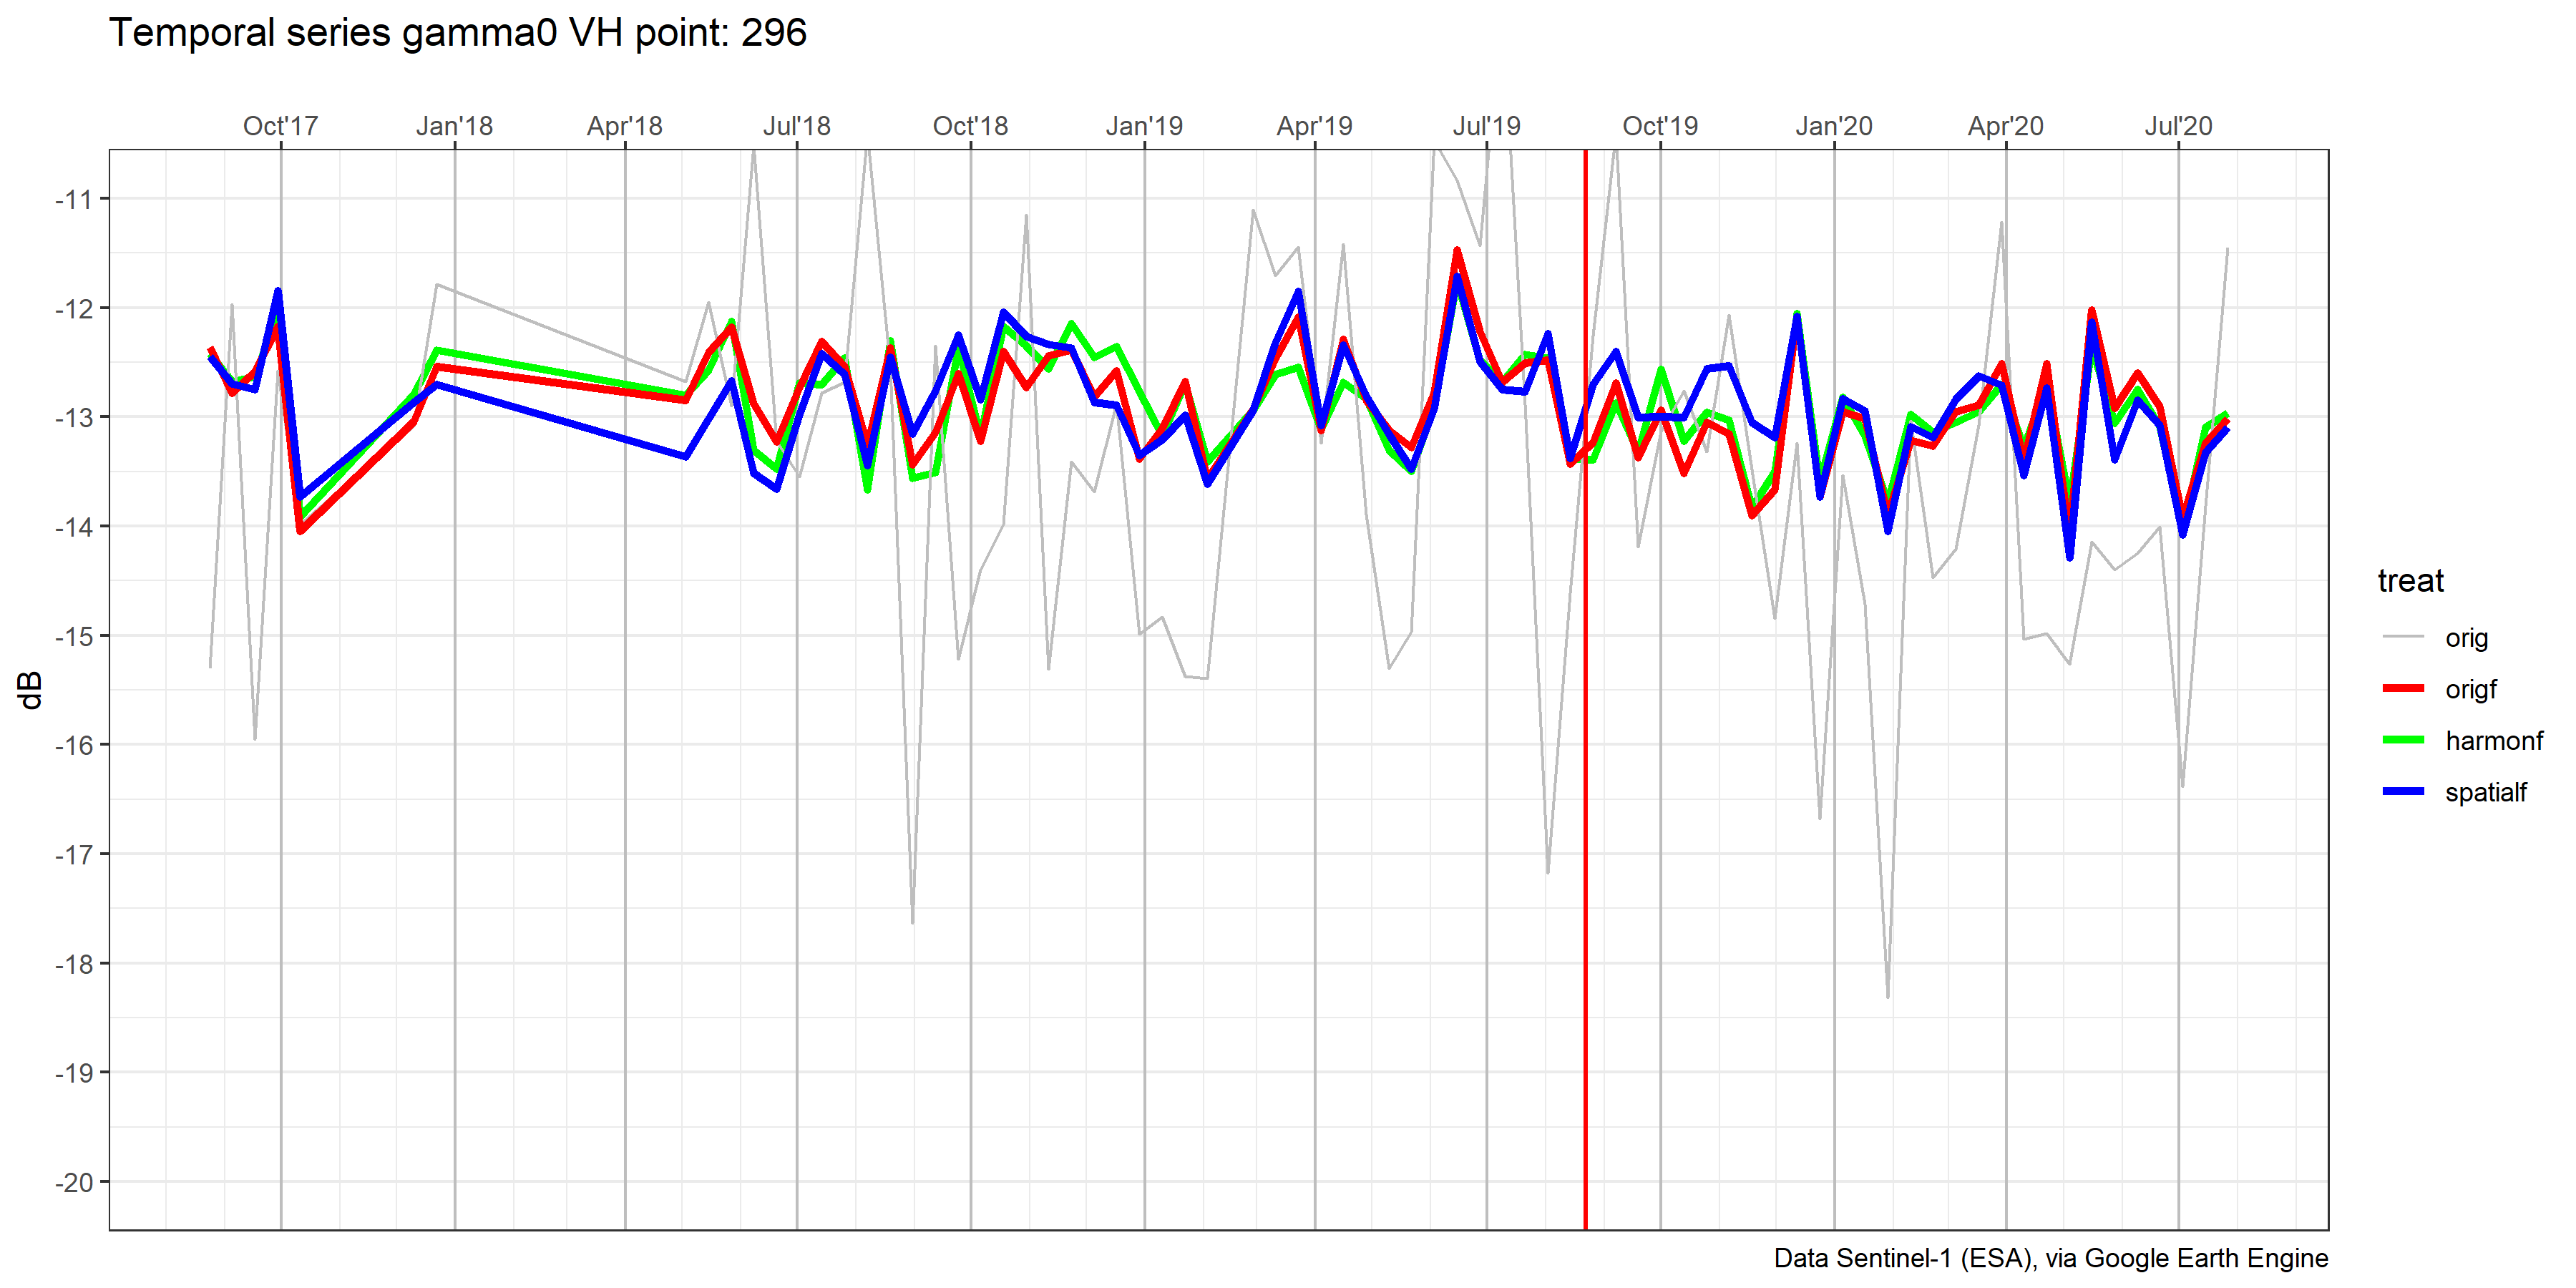 Temporal series gamma0 VH point: 296
Oct'17 Jan'18 Apr'18 Jul'18 Oct'18 Jan'19 Apr'19 Jul'19 Oct'19 Jan'20 Apr'20 Jul'20
-11
-12
-13
-14
-15
-16
-17
-18
-19
-20
dB
treat
orig
origf
harmonf
spatialf
Data Sentinel-1 (ESA), via Google Earth Engine